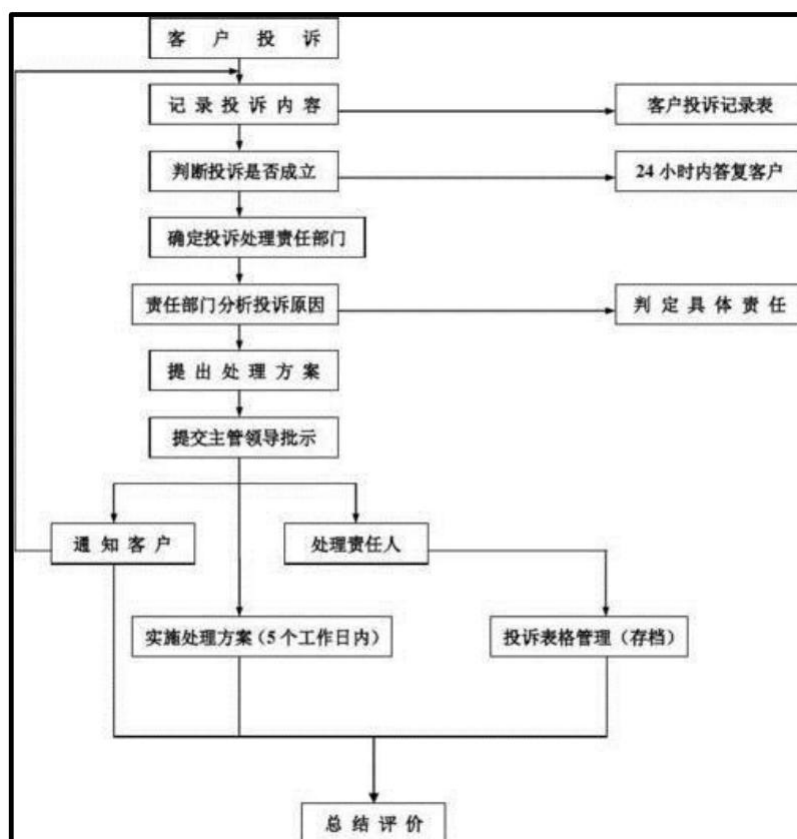 客户投诉
记录投诉内容
客户投诉记录表
判断投诉是否成立
24小时内答复客户
确定投诉处理责任部门
责任部门分析投诉原因
判定具体责任
提出处理方案
提交主管领导批示
通知客户
处理责任人
实施处理方案（5个工作日内）
投诉表格管理（存档）
总结评价